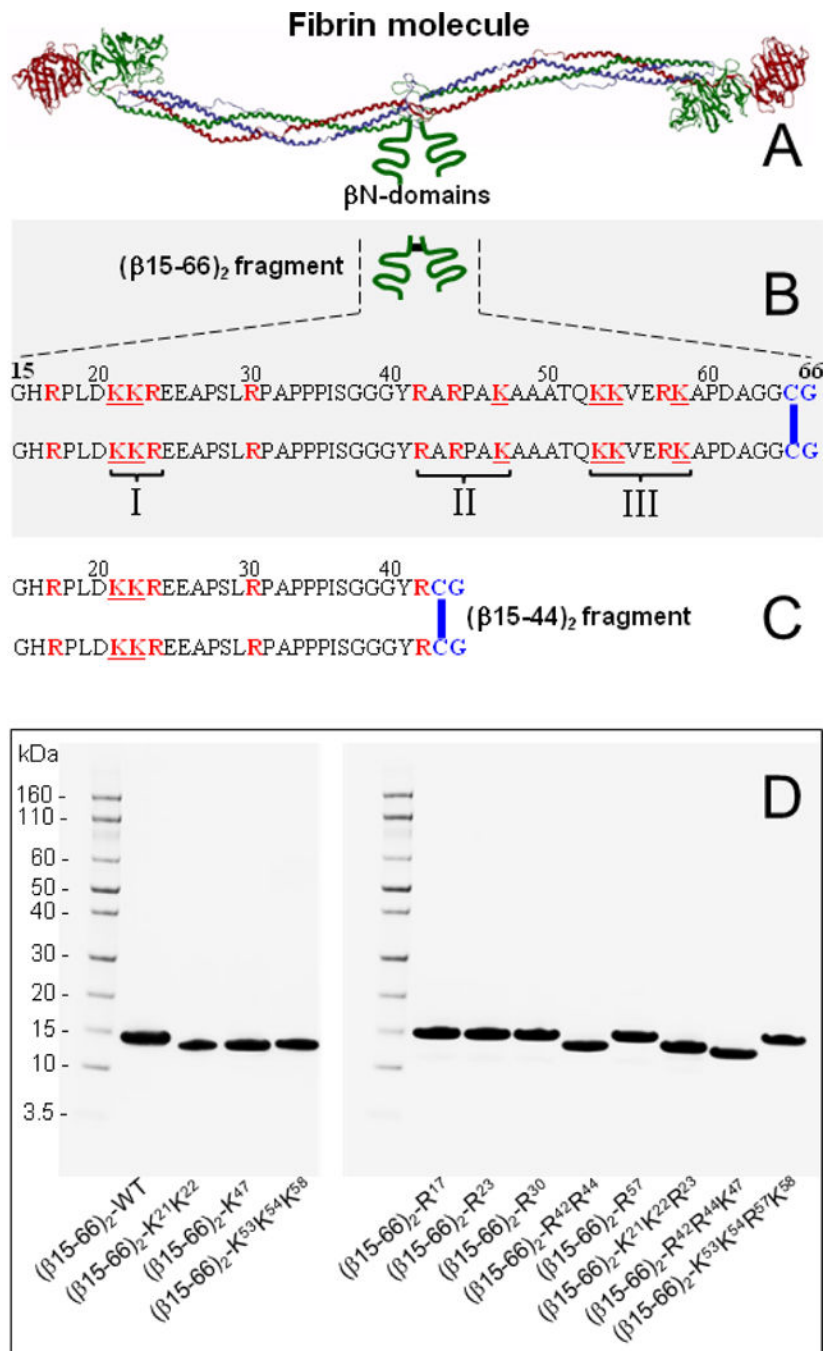 Fibrin molecule
A
βN-domains
(β15-66)₂ fragment
B
15 20 30 40 50 60 66
GHRPLDKKREEAPSLRPAPPPISGGGYRARPAKAAATQKKVERKAPDAGGCG
GHRPLDKKREEAPSLRPAPPPISGGGYRARPAKAAATQKKVERKAPDAGGCG
I II III
20 30 40
GHRPLDKKREEAPSLRPAPPPISGGGYRCG
(β15-44)₂ fragment
C
GHRPLDKKREEAPSLRPAPPPISGGGYRCG
kDa
D
160 -
110 -
60 -
50 -
40 -
30 -
20 -
15 -
10 -
3.5 -
(β15-66)₂-WT
(β15-66)₂-K²¹K²²
(β15-66)₂-K⁴⁷
(β15-66)₂-K⁵³K⁵⁴K⁵⁸
(β15-66)₂-R¹⁷
(β15-66)₂-R²³
(β15-66)₂-R³⁰
(β15-66)₂-R⁴²R⁴⁴
(β15-66)₂-R⁵⁷
(β15-66)₂-K²¹K²²R²³
(β15-66)₂-R⁴²R⁴⁴K⁴⁷
(β15-66)₂-K⁵³K⁵⁴R⁵⁷K⁵⁸